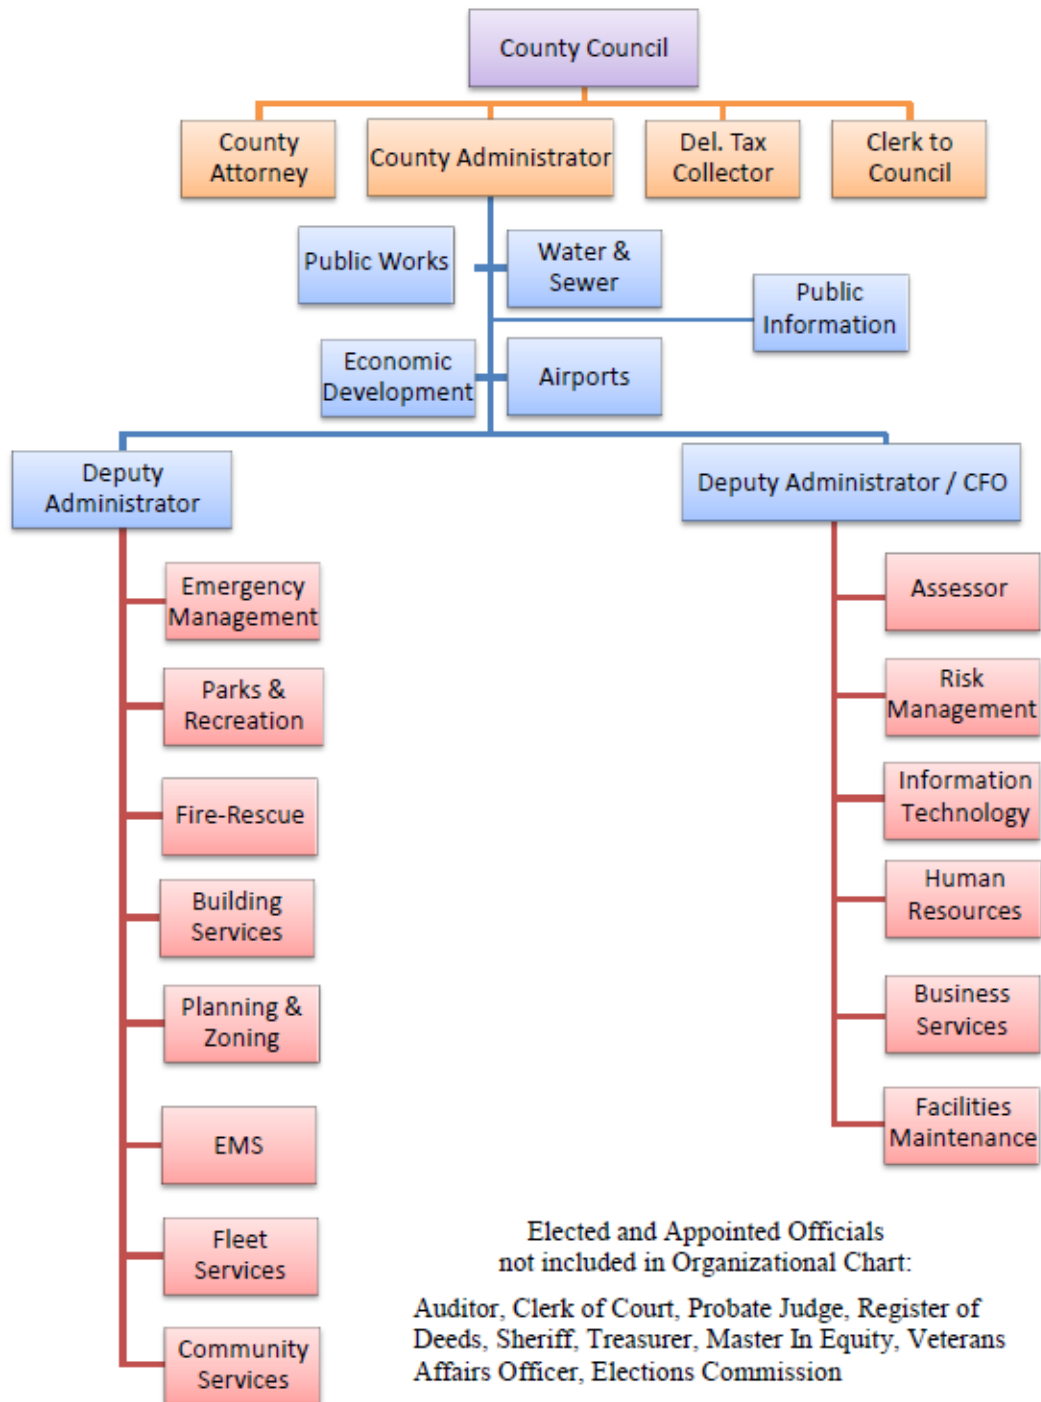 County Council
County
Attorney
County Administrator
Del. Tax
Collector
Clerk to
Council
Public Works
Water &
Sewer
Public
Information
Economic
Development
Airports
Deputy
Administrator
Deputy Administrator / CFO
Emergency
Management
Parks &
Recreation
Fire-Rescue
Building
Services
Planning &
Zoning
EMS
Fleet
Services
Community
Services
Assessor
Risk
Management
Information
Technology
Human
Resources
Business
Services
Facilities
Maintenance
Elected and Appointed Officials
not included in Organizational Chart:
Auditor, Clerk of Court, Probate Judge, Register of
Deeds, Sheriff, Treasurer, Master In Equity, Veterans
Affairs Officer, Elections Commission